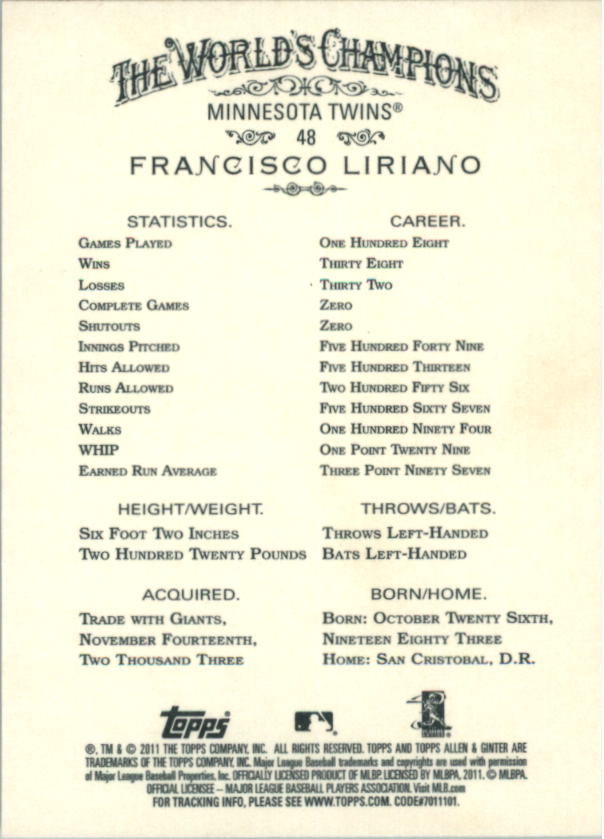 THE WORLD'S CHAMPIONS
MINNESOTA TWINS®
48
FRANCISCO LIRIANO
STATISTICS. CAREER.
GAMES PLAYED ONE HUNDRED EIGHT
WINS THIRTY EIGHT
LOSSES THIRTY TWO
COMPLETE GAMES ZERO
SHUTOUTS ZERO
INNINGS PITCHED FIVE HUNDRED FORTY NINE
HITS ALLOWED FIVE HUNDRED THIRTEEN
RUNS ALLOWED TWO HUNDRED FIFTY SIX
STRIKEOUTS FIVE HUNDRED SIXTY SEVEN
WALKS ONE HUNDRED NINETY FOUR
WHIP ONE POINT TWENTY NINE
EARNED RUN AVERAGE THREE POINT NINETY SEVEN
HEIGHT/WEIGHT. THROWS/BATS.
SIX FOOT TWO INCHES THROWS LEFT-HANDED
TWO HUNDRED TWENTY POUNDS BATS LEFT-HANDED
ACQUIRED. BORN/HOME.
TRADE WITH GIANTS, BORN: OCTOBER TWENTY SIXTH,
NOVEMBER FOURTEENTH, NINETEEN EIGHTY THREE
TWO THOUSAND THREE HOME: SAN CRISTOBAL, D.R.
Topps
®, TM & © 2011 THE TOPPS COMPANY, INC. ALL RIGHTS RESERVED. TOPPS AND TOPPS ALLEN & GINTER ARE
TRADEMARKS OF THE TOPPS COMPANY, INC. Major League Baseball trademarks and copyrights are used with permission
of Major League Baseball Properties, Inc. OFFICIALLY LICENSED PRODUCT OF MLBP. LICENSED BY MLBPA. 2011. © MLBPA.
OFFICIAL LICENSEE – MAJOR LEAGUE BASEBALL PLAYERS ASSOCIATION. Visit MLB.com
FOR TRACKING INFO, PLEASE SEE WWW.TOPPS.COM. CODE#7011101.